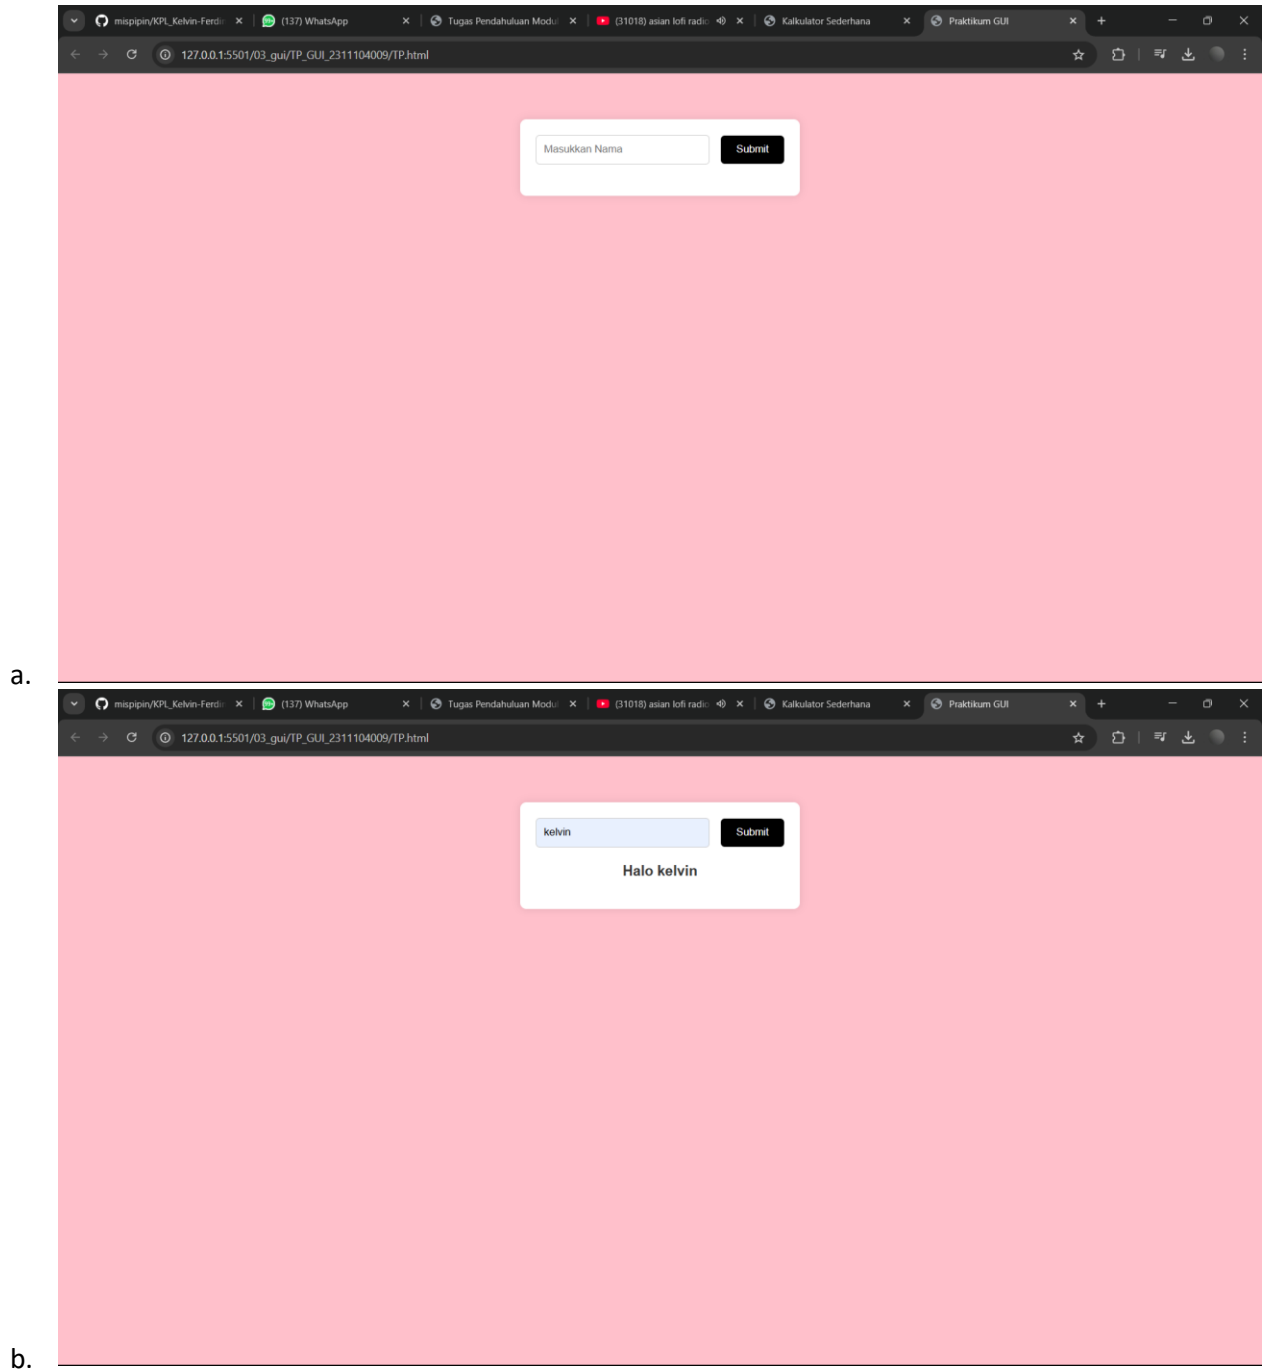 mispipin/KPL_Kelvin-Ferdin
(137) WhatsApp
Tugas Pendahuluan Modul
(31018) asian lofi radio
Kalkulator Sederhana
Praktikum GUI
127.0.0.1:5501/03_gui/TP_GUI_2311104009/TP.html
Masukkan Nama
Submit
a.
mispipin/KPL_Kelvin-Ferdin
(137) WhatsApp
Tugas Pendahuluan Modul
(31018) asian lofi radio
Kalkulator Sederhana
Praktikum GUI
127.0.0.1:5501/03_gui/TP_GUI_2311104009/TP.html
kelvin
Submit
Halo kelvin
b.